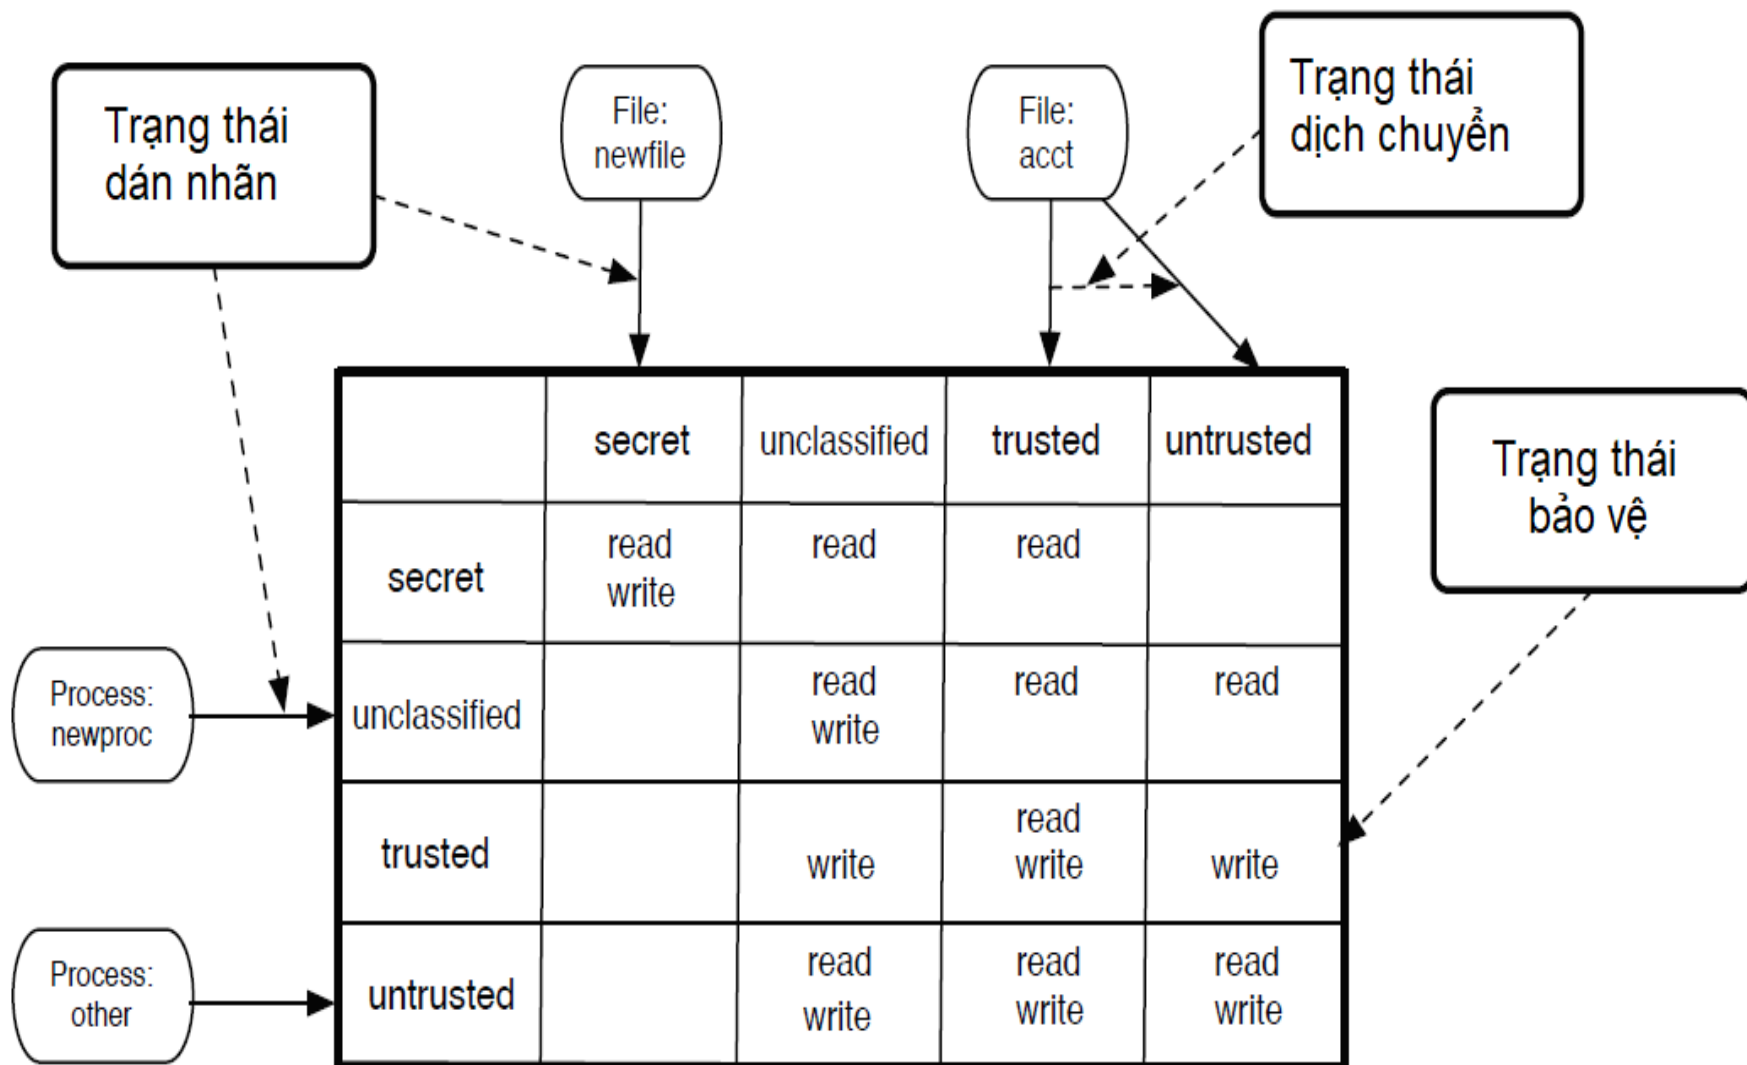 Trạng thái
dán nhãn
File:
newfile
File:
acct
Trạng thái
dịch chuyển
secret
unclassified
trusted
untrusted
Trạng thái
bảo vệ
secret
read
write
read
read
Process:
newproc
unclassified
read
write
read
read
trusted
write
read
write
write
Process:
other
untrusted
read
write
read
write
read
write